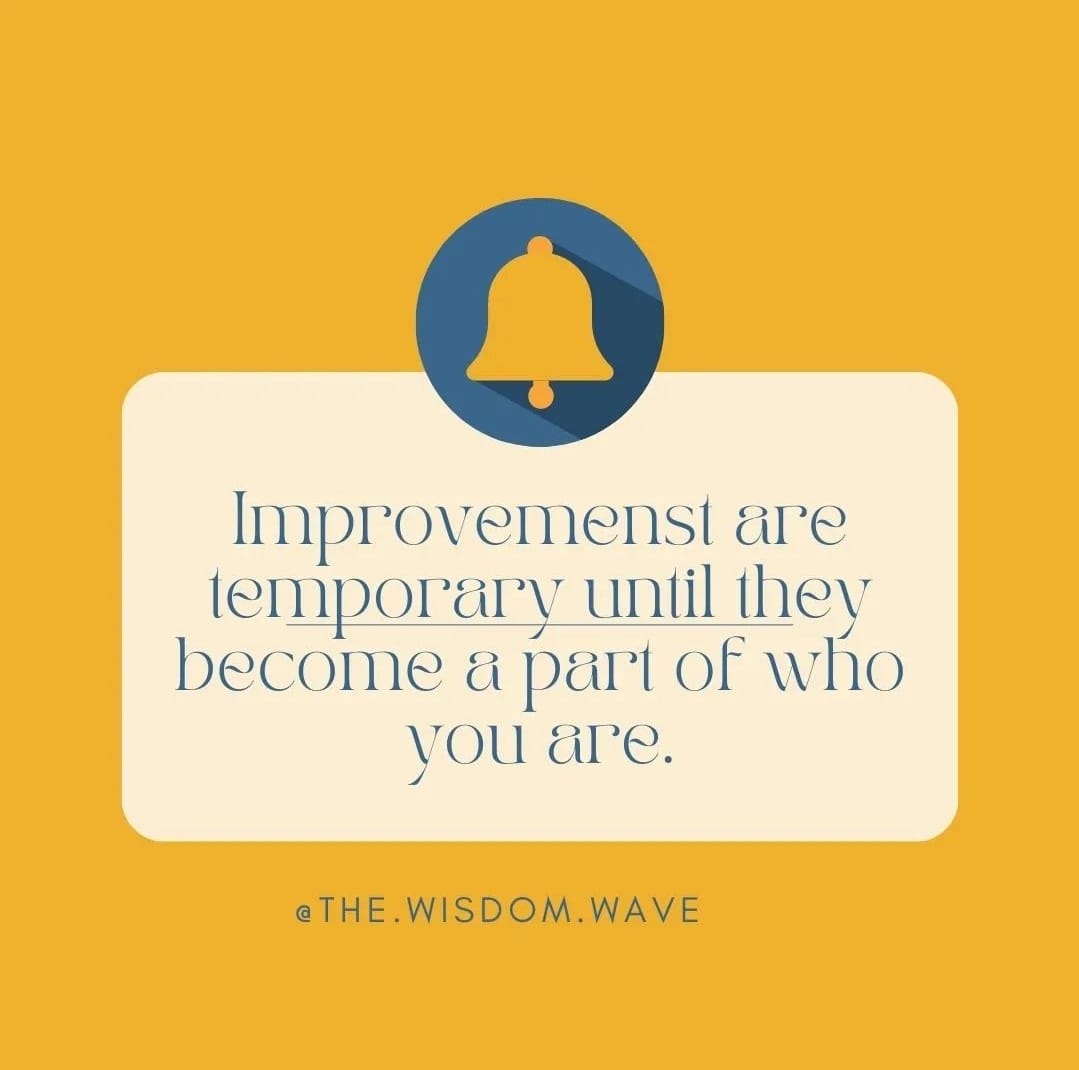 Improvemenst are
temporary until they
become a part of who
you are.
@THE.WISDOM.WAVE